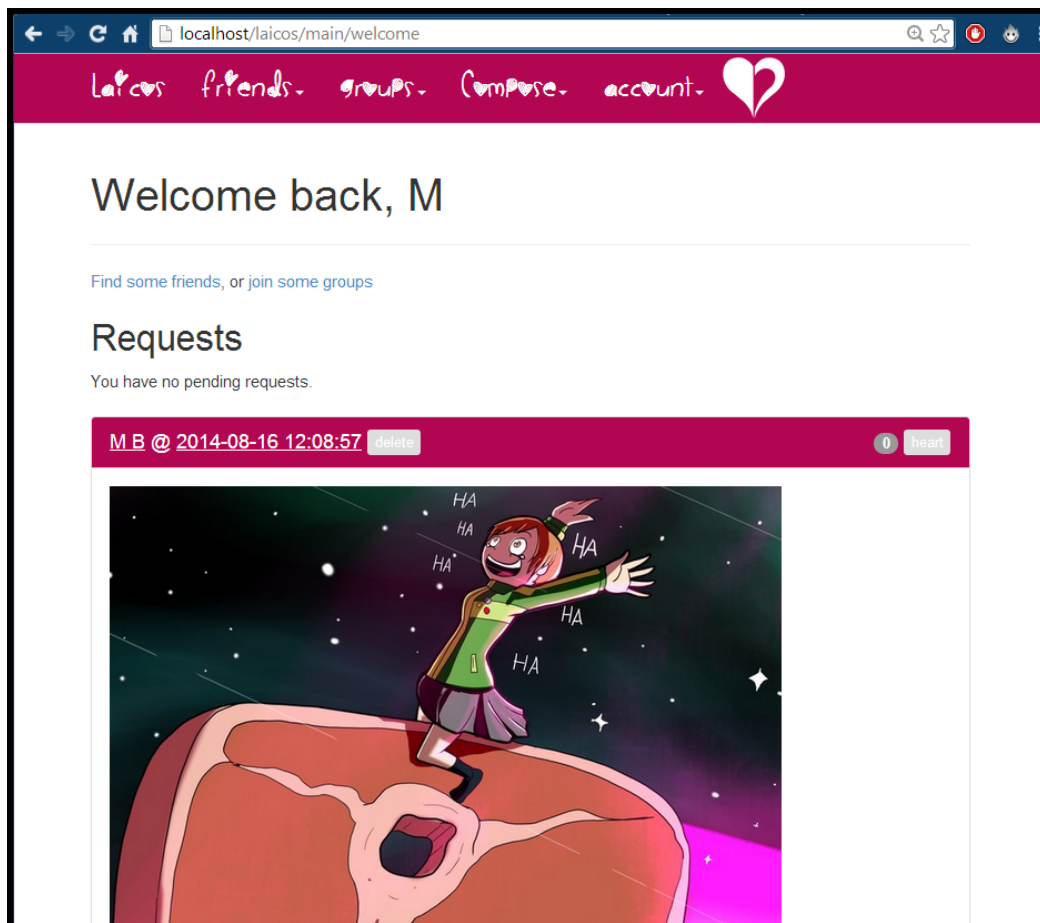 localhost/laicos/main/welcome
Laicos friends groups Compose account
Welcome back, M
Find some friends, or join some groups
Requests
You have no pending requests.
M B @ 2014-08-16 12:08:57 delete 0 heart
HA
HA
HA
HA
HA
HA